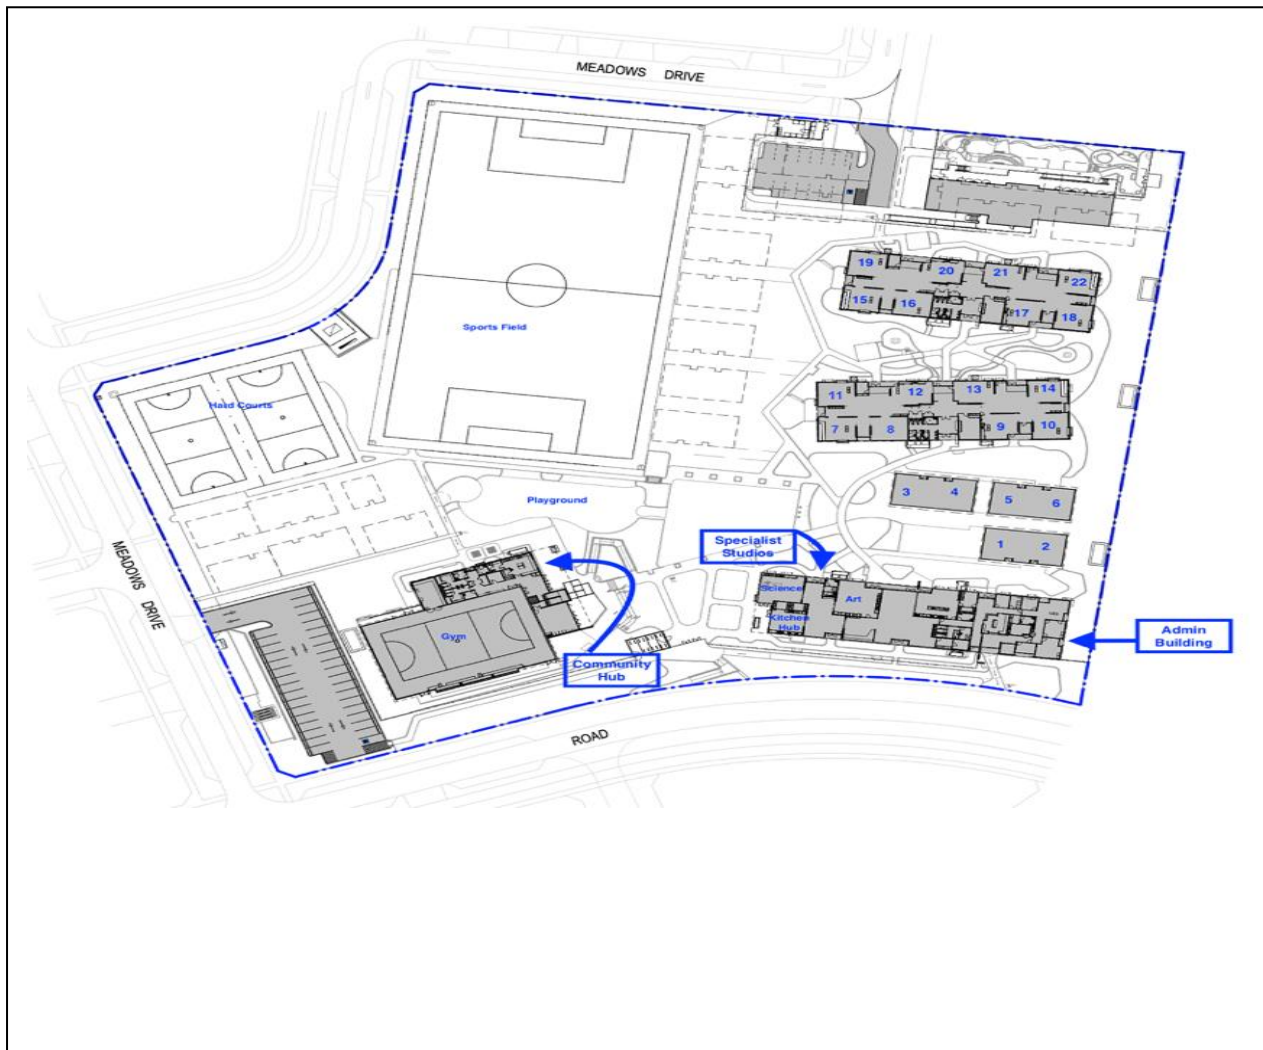 MEADOWS DRIVE
19
20
21
22
15
16
17
18
Sports Field
11
12
13
14
7
8
9
10
Hard Courts
3
4
5
6
Playground
Specialist
Studios
1
2
MEADOWS DRIVE
Science
Art
Kitchen
Hub
Gym
Community
Hub
Admin
Building
ROAD